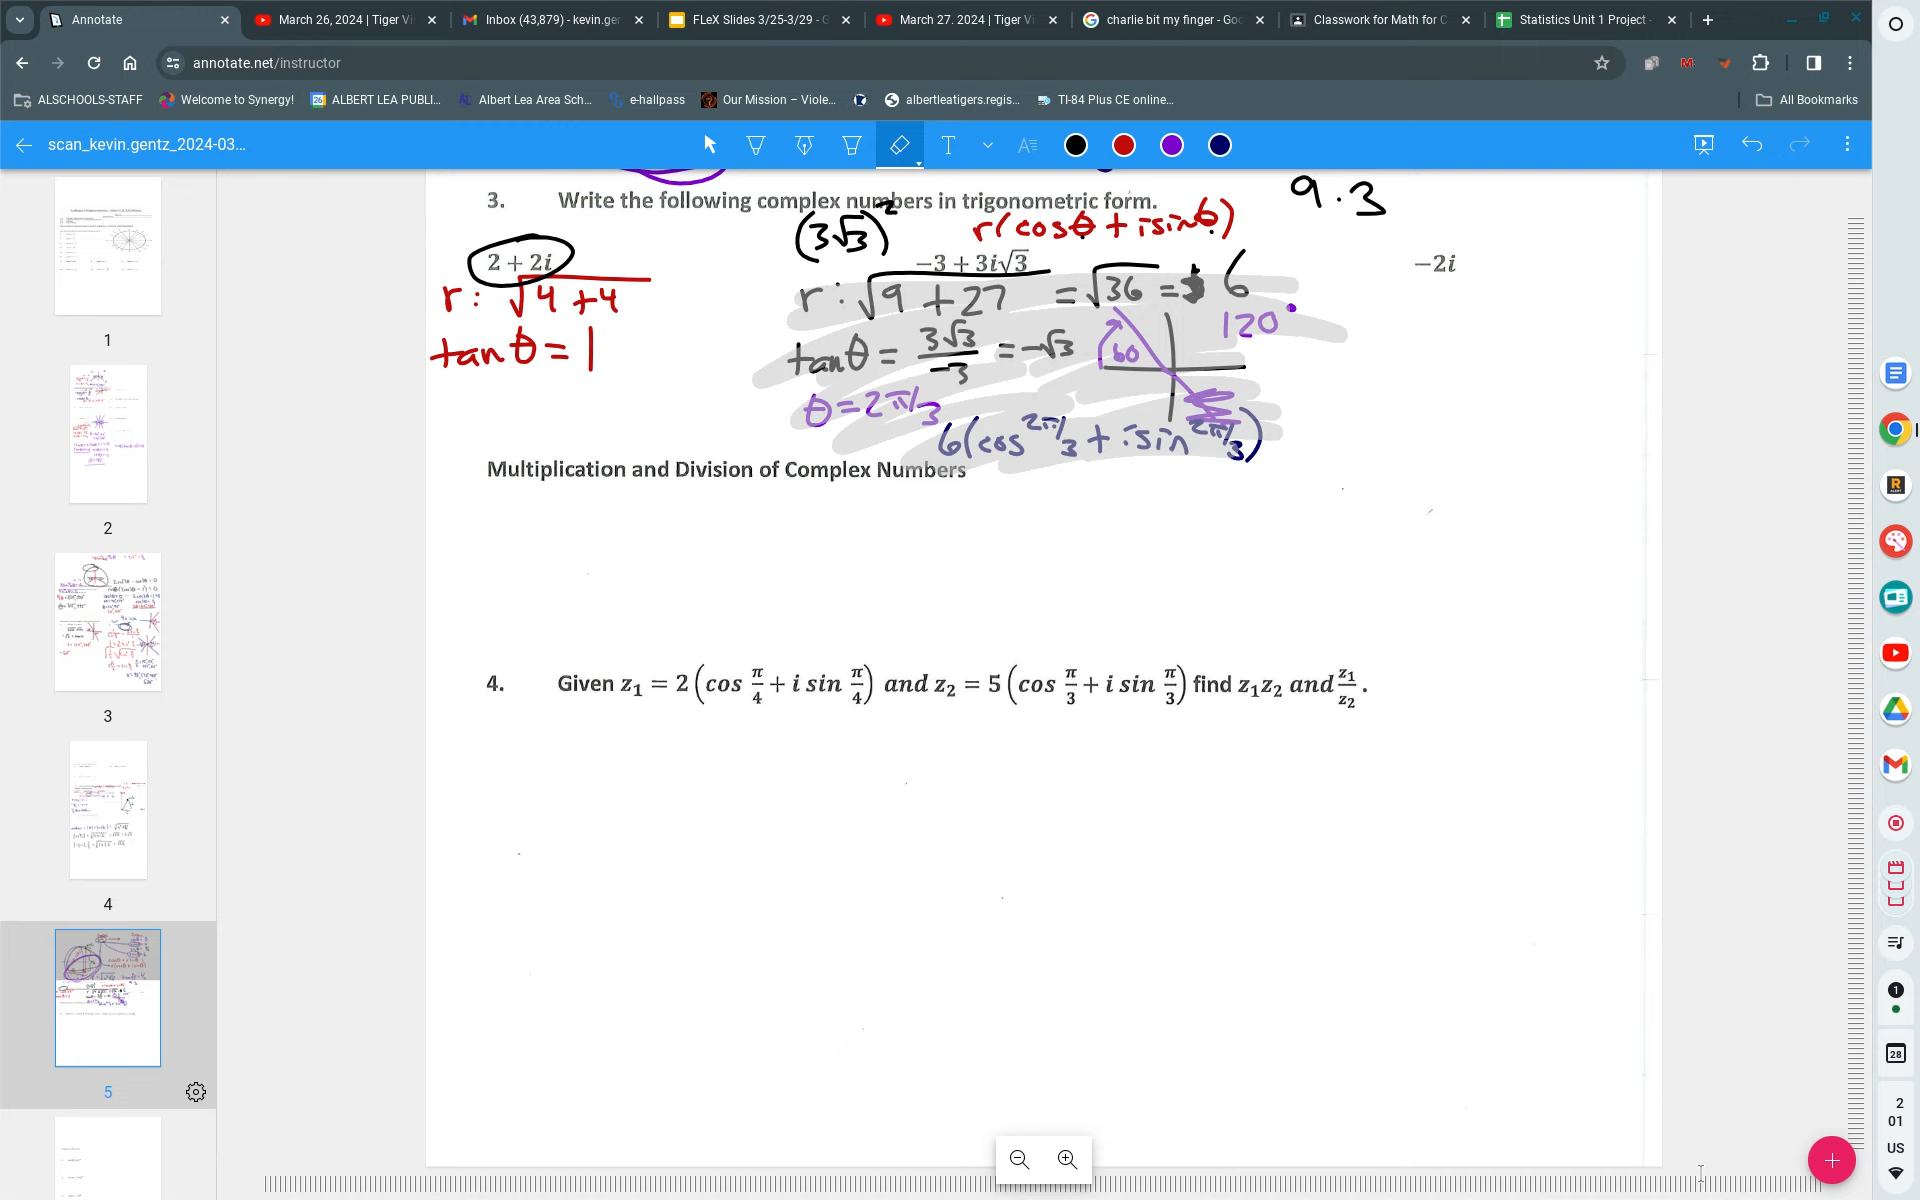 Annotate
March 26, 2024 | Tiger Vi
Inbox (43,879) - kevin.ger
FLeX Slides 3/25-3/29 - G
March 27. 2024 | Tiger Vi
charlie bit my finger - Goo
Classwork for Math for C
Statistics Unit 1 Project -
annotate.net/instructor
ALSCHOOLS-STAFF
Welcome to Synergy!
ALBERT LEA PUBLI...
Albert Lea Area Sch...
e-hallpass
Our Mission – Viole...
albertleatigers.regis...
TI-84 Plus CE online...
All Bookmarks
scan_kevin.gentz_2024-03...
T
3. Write the following complex numbers in trigonometric form.
9 · 3
(3√3)² r(cosθ + isinθ)
2 + 2i −3 + 3i√3 −2i
r: √4 + 4 r: √9 + 27 = √36 = 6
tanθ = 1 tanθ = 3√3/−3 = −√3 60 120°
θ = 2π/3
6(cos 2π/3 + isin 2π/3)
Multiplication and Division of Complex Numbers
4. Given z₁ = 2 (cos π/4 + i sin π/4) and z₂ = 5 (cos π/3 + i sin π/3) find z₁z₂ and z₁/z₂ .
1
2
3
4
5
1
28
2
01
US